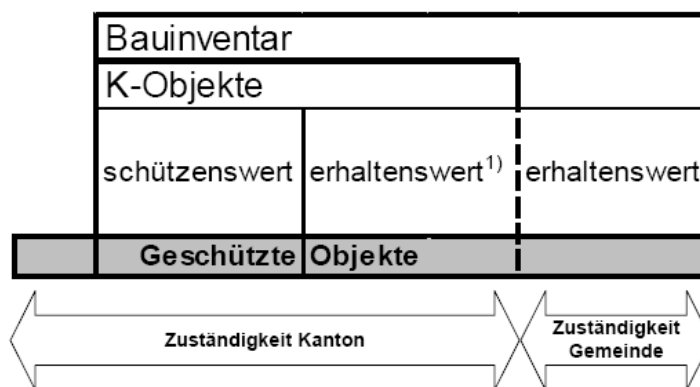 Bauinventar
K-Objekte
schützenswert erhaltenswert1) erhaltenswert
Geschützte Objekte
Zuständigkeit Kanton
Zuständigkeit
Gemeinde